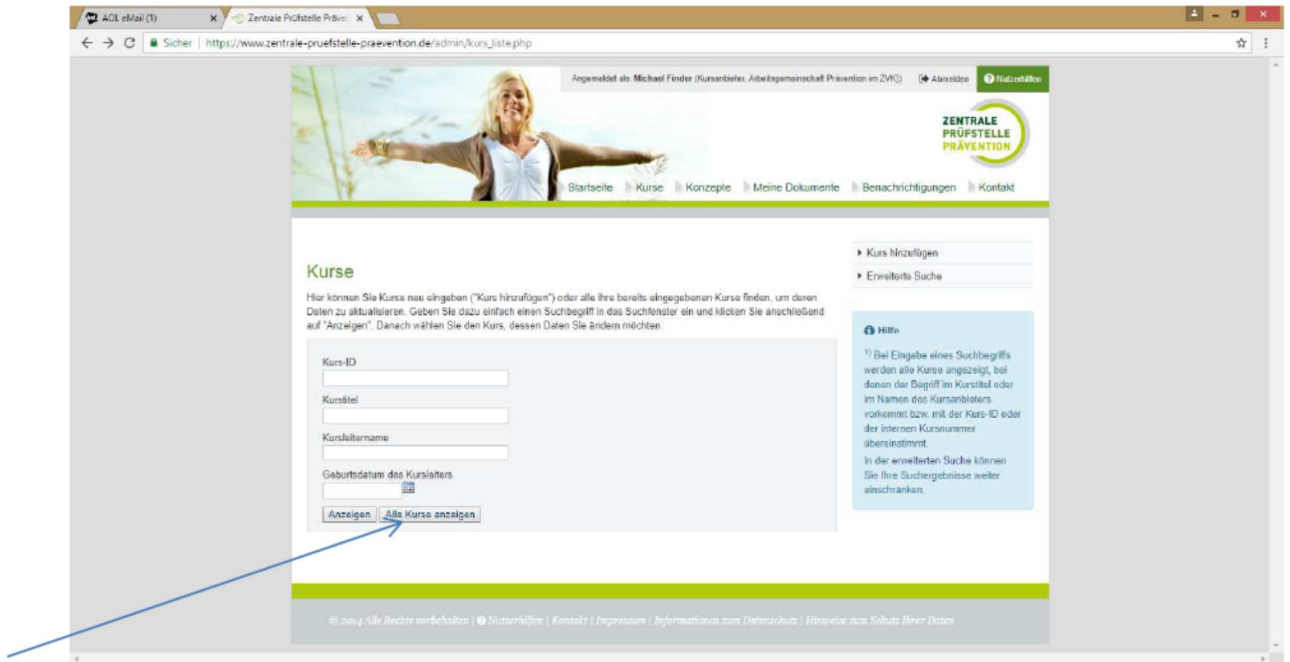 AOL eMail (1)
Zentrale Prüfstelle Präve
Sicher | https://www.zentrale-pruefstelle-praevention.de/admin/kurs_liste.php
Angemeldet als: Michael Finder (Kursanbieter, Arbeitsgemeinschaft Prävention im ZVK)) Abmelden Nutzerhilfen
ZENTRALE
PRÜFSTELLE
PRÄVENTION
Startseite Kurse Konzepte Meine Dokumente Benachrichtigungen Kontakt
Kurs hinzufügen
Erweiterte Suche
Kurse
Hier können Sie Kurse neu eingeben ("Kurs hinzufügen") oder alle ihre bereits eingegebenen Kurse finden, um deren
Daten zu aktualisieren. Geben Sie dazu einfach einen Suchbegriff in das Suchfenster ein und klicken Sie anschließend
auf "Anzeigen". Danach wählen Sie den Kurs, dessen Daten Sie ändern möchten.
Kurs-ID
Kurstitel
Kursleitername
Geburtsdatum des Kursleiters
Anzeigen Alle Kurse anzeigen
Hilfe
1) Bei Eingabe eines Suchbegriffs
werden alle Kurse angezeigt, bei
denen der Begriff im Kurstitel oder
im Namen des Kursanbieters
vorkommt bzw. mit der Kurs-ID oder
der internen Kursnummer
übereinstimmt.
In der erweiterten Suche können
Sie Ihre Suchergebnisse weiter
einschränken.
© 2014 Alle Rechte vorbehalten | Nutzerhilfen | Kontakt | Impressum | Informationen zum Datenschutz | Hinweise zum Schutz Ihrer Daten